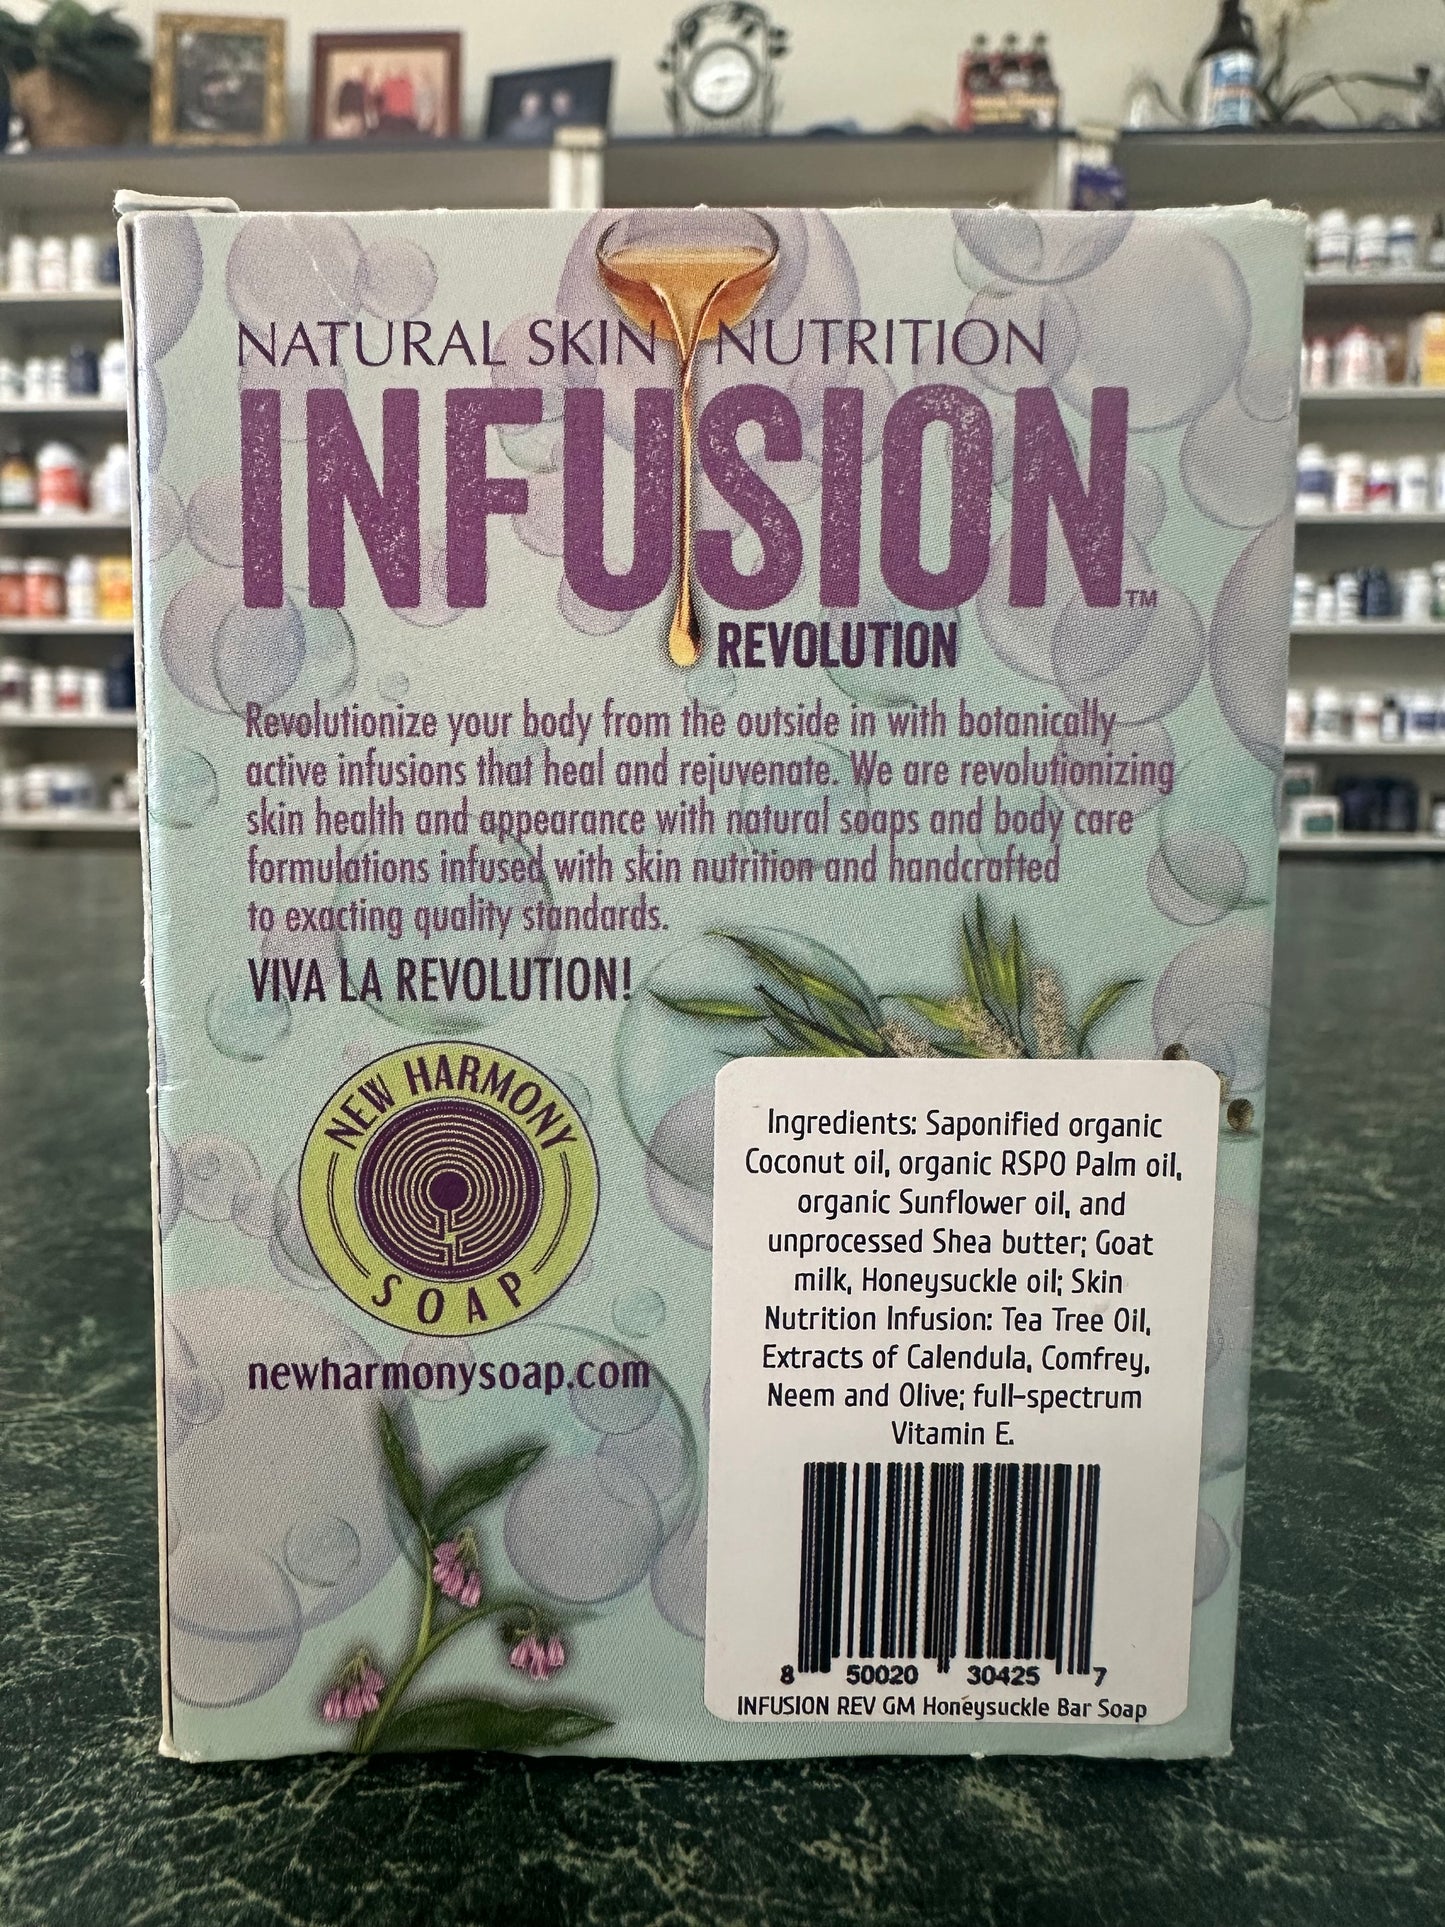 NATURAL SKIN NUTRITION
INFUSION™
REVOLUTION
Revolutionize your body from the outside in with botanically
active infusions that heal and rejuvenate. We are revolutionizing
skin health and appearance with natural soaps and body care
formulations infused with skin nutrition and handcrafted
to exacting quality standards.
VIVA LA REVOLUTION!
NEW HARMONY
SOAP
newharmonysoap.com
Ingredients: Saponified organic
Coconut oil, organic RSPO Palm oil,
organic Sunflower oil, and
unprocessed Shea butter; Goat
milk, Honeysuckle oil; Skin
Nutrition Infusion: Tea Tree Oil,
Extracts of Calendula, Comfrey,
Neem and Olive; full-spectrum
Vitamin E.
8 50020 30425 7
INFUSION REV GM Honeysuckle Bar Soap